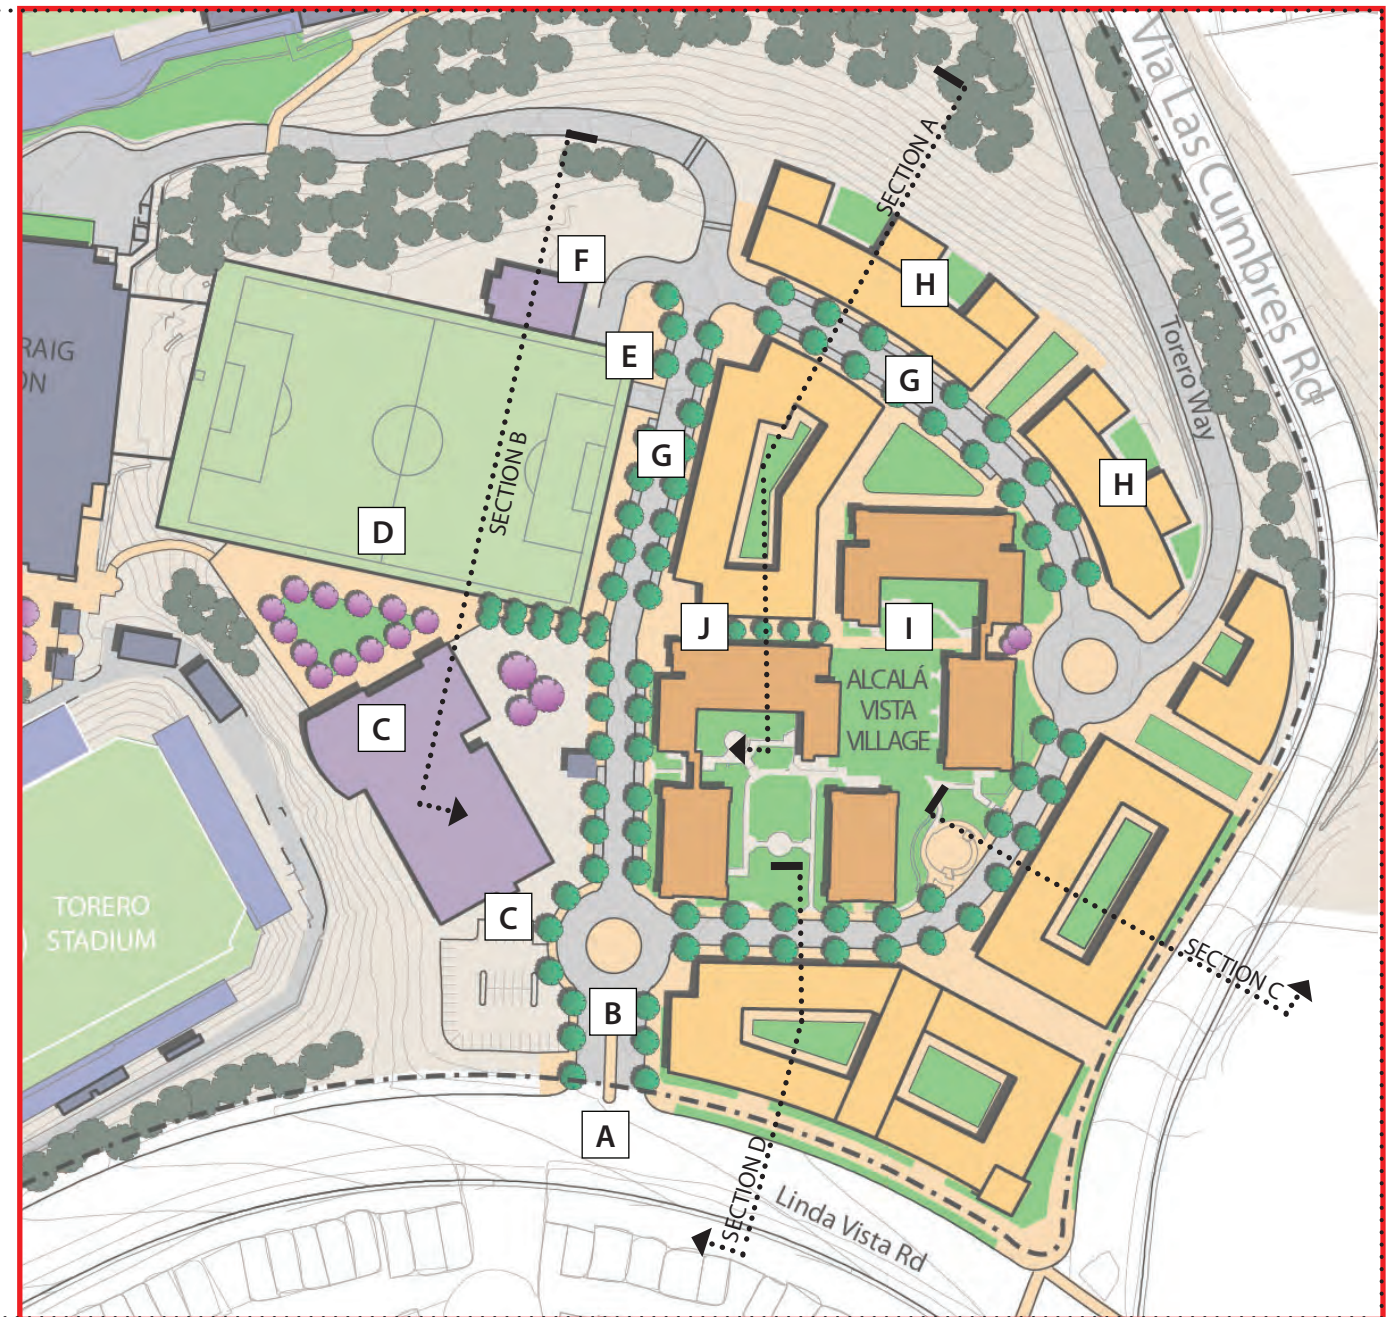 Via Las Cumbres Rd
SECTION A
F
H
Torero Way
RAIG
ON
E
G
G
SECTION B
H
D
J
I
ALCALÁ
VISTA
VILLAGE
C
TORERO
STADIUM
C
SECTION C
B
A
SECTION D
Linda Vista Rd